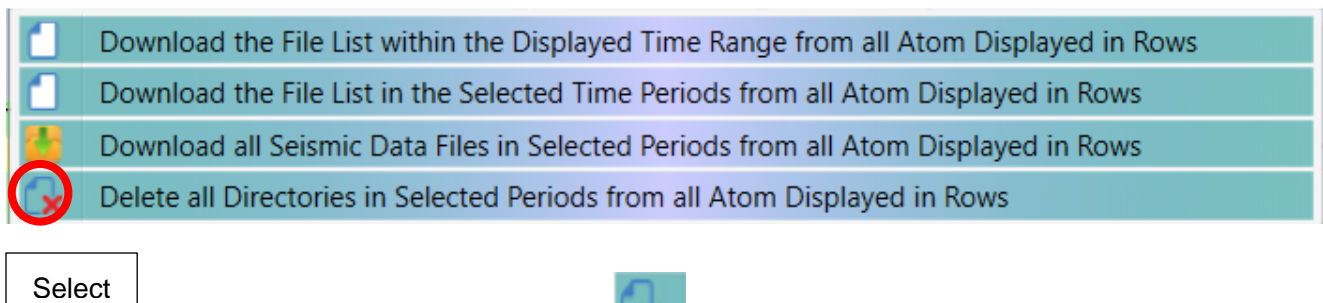 Download the File List within the Displayed Time Range from all Atom Displayed in Rows
Download the File List in the Selected Time Periods from all Atom Displayed in Rows
Download all Seismic Data Files in Selected Periods from all Atom Displayed in Rows
Delete all Directories in Selected Periods from all Atom Displayed in Rows
Select